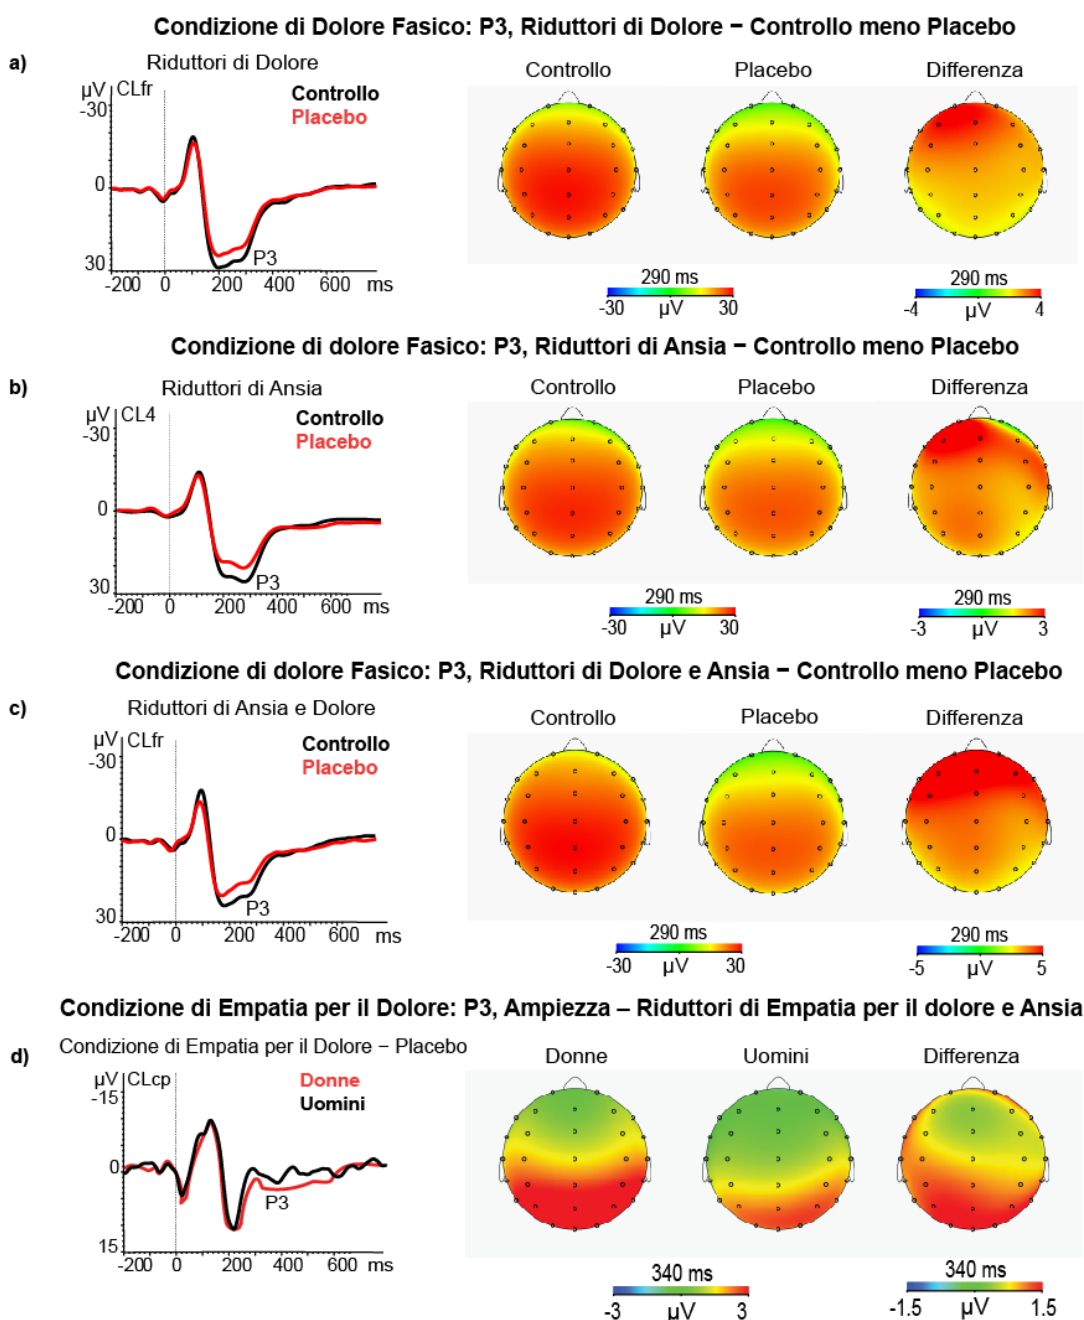 Condizione di Dolore Fasico: P3, Riduttori di Dolore – Controllo meno Placebo
a)
Riduttori di Dolore
Controllo
Placebo
Differenza
µV
CLfr
-30
Controllo
Placebo
0
P3
30
-200 0 200 400 600 ms
290 ms
-30 µV 30
290 ms
-4 µV 4
Condizione di dolore Fasico: P3, Riduttori di Ansia – Controllo meno Placebo
b)
Riduttori di Ansia
Controllo
Placebo
Differenza
µV
CL4
-30
Controllo
Placebo
0
P3
30
-200 0 200 400 600 ms
290 ms
-30 µV 30
290 ms
-3 µV 3
Condizione di dolore Fasico: P3, Riduttori di Dolore e Ansia – Controllo meno Placebo
c)
Riduttori di Ansia e Dolore
Controllo
Placebo
Differenza
µV
CLfr
-30
Controllo
Placebo
0
P3
30
-200 0 200 400 600 ms
290 ms
-30 µV 30
290 ms
-5 µV 5
Condizione di Empatia per il Dolore: P3, Ampiezza – Riduttori di Empatia per il dolore e Ansia
d)
Condizione di Empatia per il Dolore – Placebo
Donne
Uomini
Differenza
µV
CLcp
-15
Donne
Uomini
0
P3
15
-200 0 200 400 600 ms
340 ms
-3 µV 3
340 ms
-1.5 µV 1.5